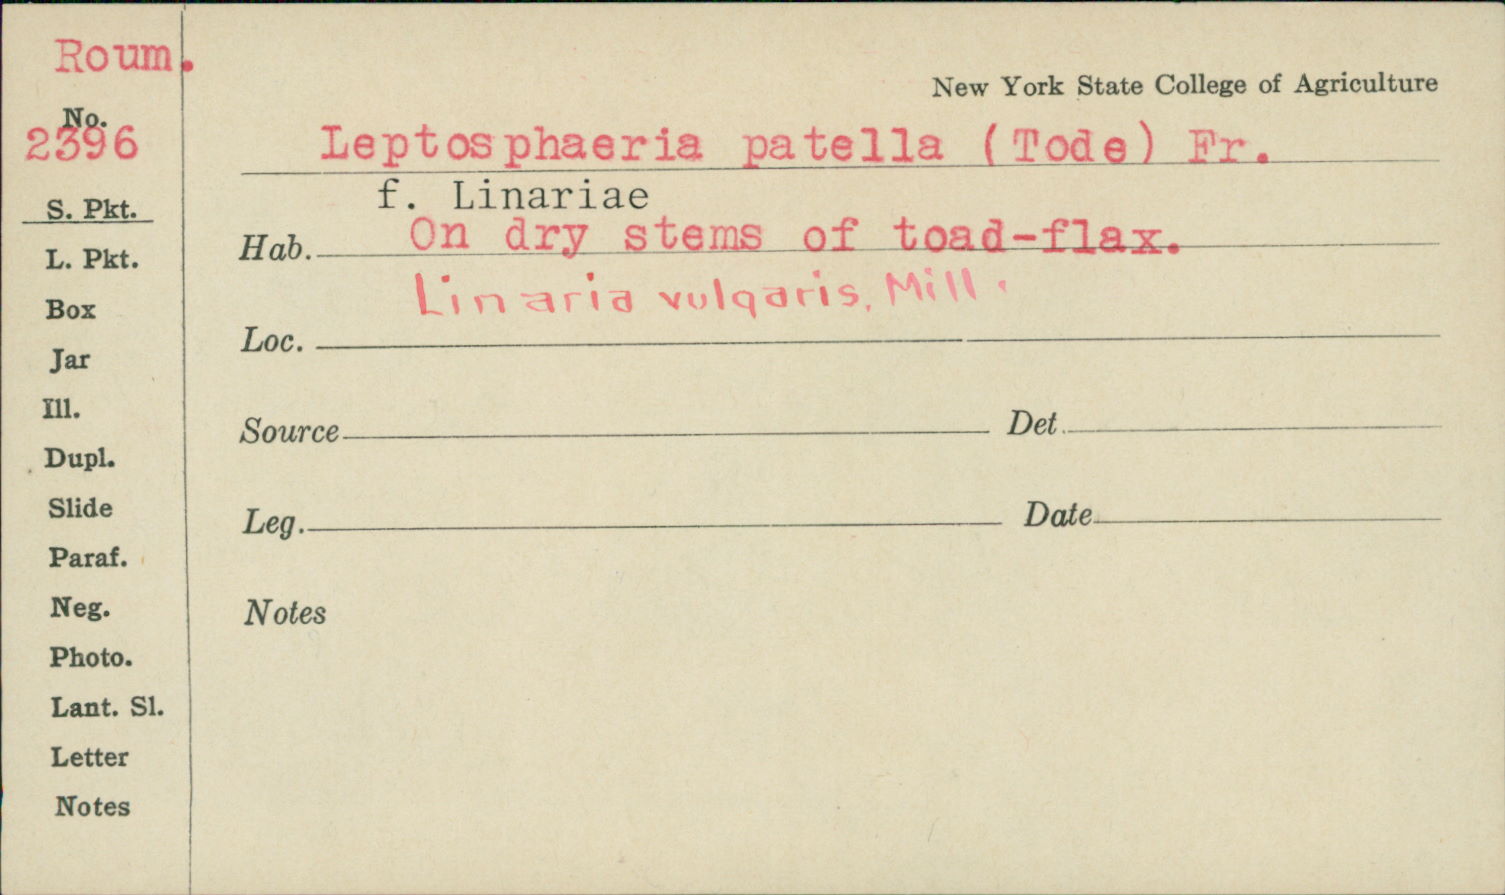 Roum.
New York State College of Agriculture
No.
2396
Leptosphaeria patella (Tode) Fr.
f. Linariae
S. Pkt.
Hab. On dry stems of toad-flax.
L. Pkt.
Linaria vulgaris, Mill.
Box
Loc.
Jar
Ill.
Source Det.
Dupl.
Slide
Leg. Date
Paraf.
Neg.
Notes
Photo.
Lant. Sl.
Letter
Notes